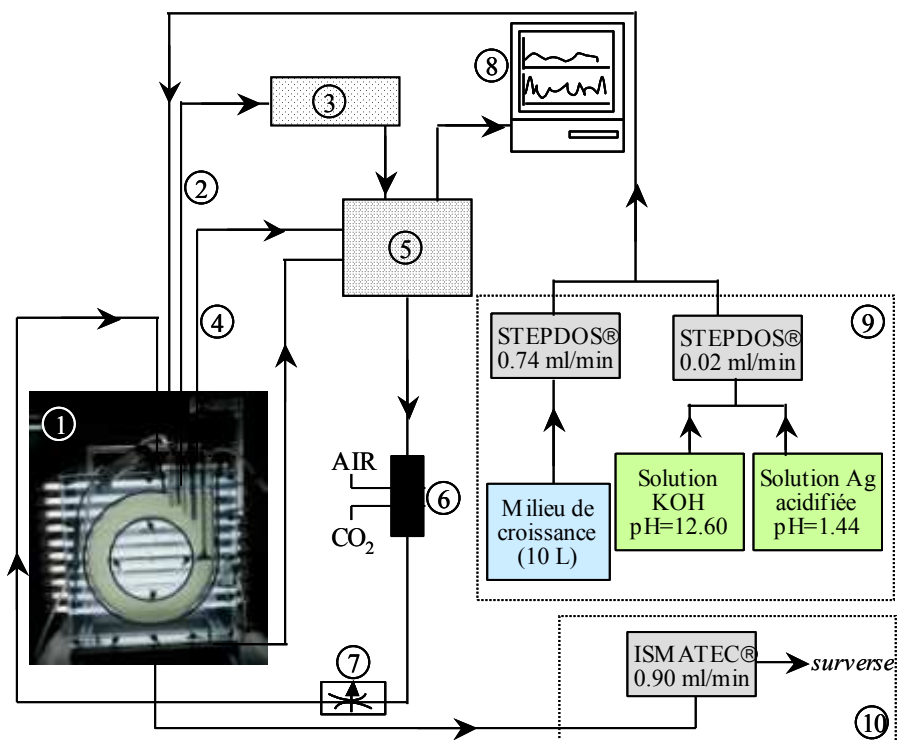 8
3
2
5
4
9
STEPDOS®
0.74 ml/min
STEPDOS®
0.02 ml/min
1
AIR
CO2
6
Milieu de
croissance
(10 L)
Solution
KOH
pH=12.60
Solution Ag
acidifiée
pH=1.44
7
ISMATEC®
0.90 ml/min
surverse
10